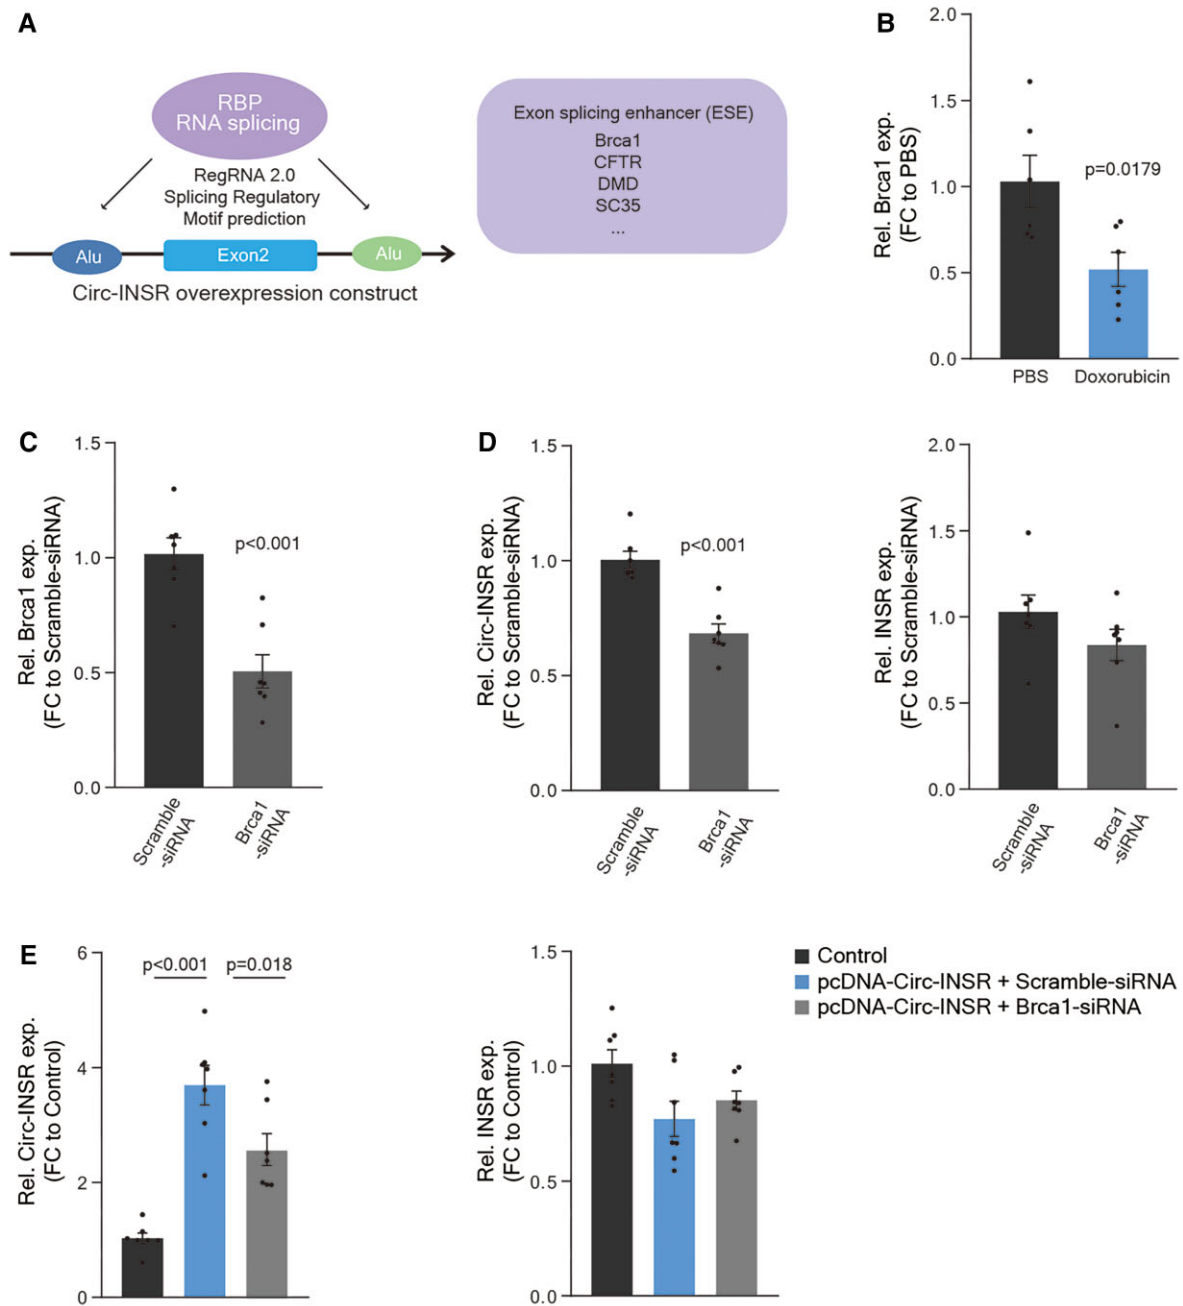 A
RBP
RNA splicing
RegRNA 2.0
Splicing Regulatory
Motif prediction
Alu
Exon2
Alu
Circ-INSR overexpression construct
Exon splicing enhancer (ESE)
Brca1
CFTR
DMD
SC35
...
B
Rel. Brca1 exp.
(FC to PBS)
2.0
1.5
1.0
0.5
0.0
p=0.0179
PBS
Doxorubicin
C
Rel. Brca1 exp.
(FC to Scramble-siRNA)
1.5
1.0
0.5
0.0
p<0.001
Scramble
-siRNA
Brca1
-siRNA
D
Rel. Circ-INSR exp.
(FC to Scramble-siRNA)
1.5
1.0
0.5
0.0
p<0.001
Scramble
-siRNA
Brca1
-siRNA
Rel. INSR exp.
(FC to Scramble-siRNA)
2.0
1.5
1.0
0.5
0.0
Scramble
-siRNA
Brca1
-siRNA
E
Rel. Circ-INSR exp.
(FC to Control)
6
4
2
0
p<0.001
p=0.018
Rel. INSR exp.
(FC to Control)
1.5
1.0
0.5
0.0
Control
pcDNA-Circ-INSR + Scramble-siRNA
pcDNA-Circ-INSR + Brca1-siRNA